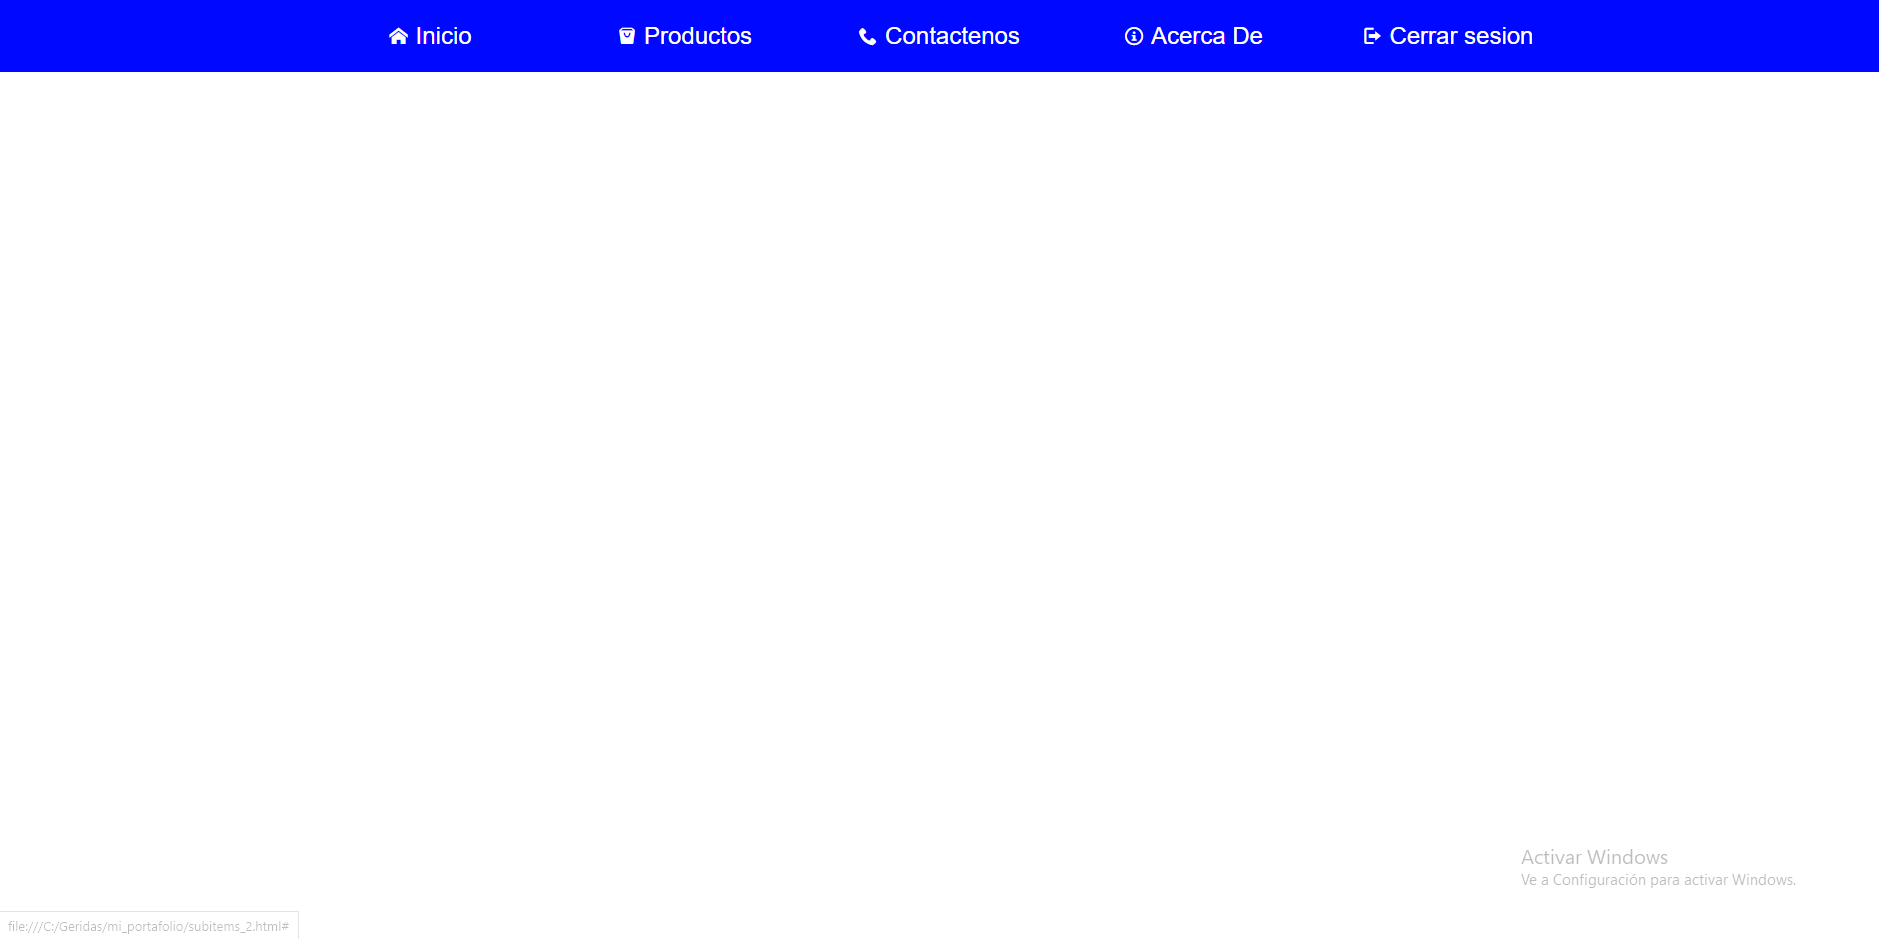 Inicio
Productos
Contactenos
Acerca De
Cerrar sesion
Activar Windows
Ve a Configuración para activar Windows.
file:///C:/Geridas/mi_portafolio/subitems_2.html#